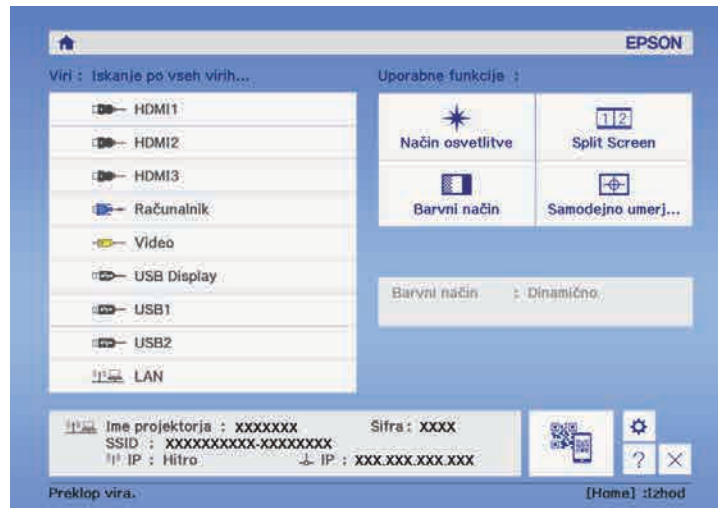 EPSON
Viri : Iskanje po vseh virih...
HDMI1
HDMI2
HDMI3
Računalnik
Video
USB Display
USB1
USB2
LAN
Uporabne funkcije :
Način osvetlitve
1 2
Split Screen
Barvni način
Samodejno umerj...
Barvni način : Dinamično
Ime projektorja : XXXXXXX
Šifra : XXXX
SSID : XXXXXXXXXX-XXXXXXXX
IP : Hitro
IP : XXX.XXX.XXX.XXX
?
Preklop vira.
[Home] :Izhod